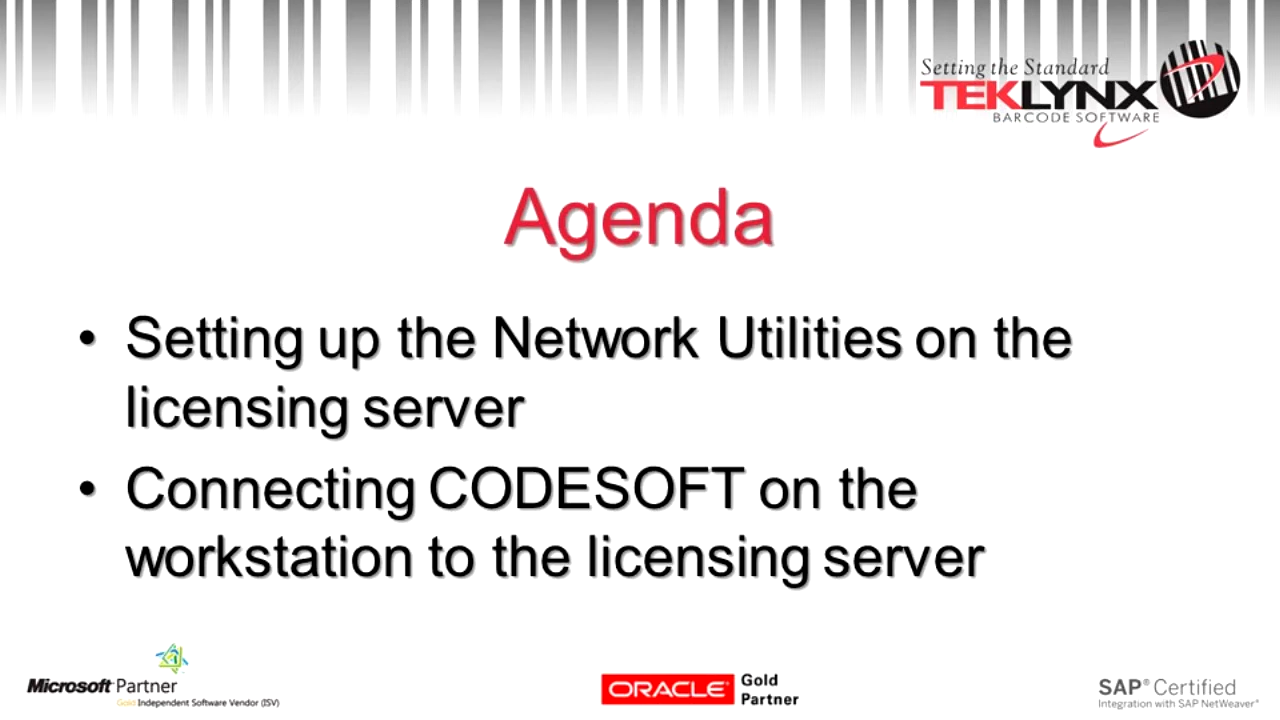 Setting the Standard
TEKLYNX
BARCODE SOFTWARE
Agenda
• Setting up the Network Utilities on the
licensing server
• Connecting CODESOFT on the
workstation to the licensing server
Microsoft Partner
Gold Independent Software Vendor (ISV)
ORACLE Gold
Partner
SAP® Certified
Integration with SAP NetWeaver®